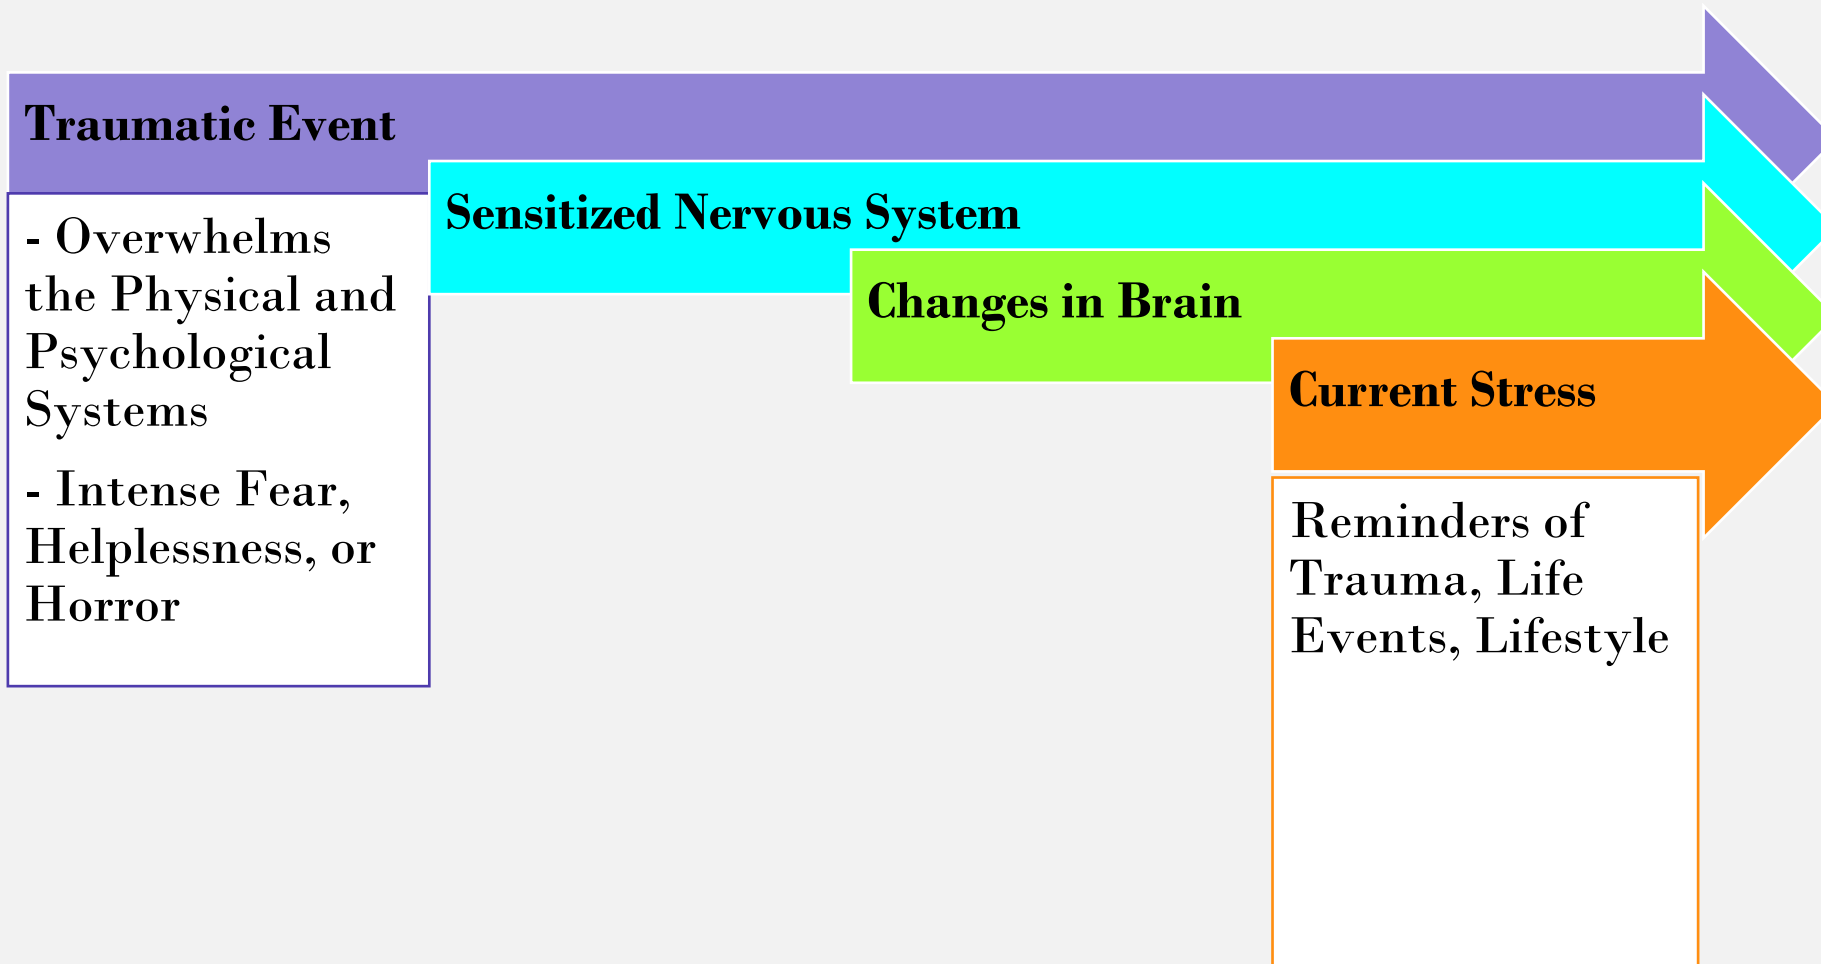 Traumatic Event
- Overwhelms
the Physical and
Psychological
Systems
- Intense Fear,
Helplessness, or
Horror
Sensitized Nervous System
Changes in Brain
Current Stress
Reminders of
Trauma, Life
Events, Lifestyle